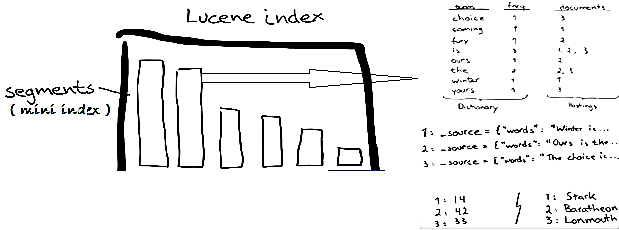 Lucene index
segments
(mini index)
term freq documents
choice 1 3
coming 1 1
fury 1 2
is 3 1, 2, 3
ours 1 2
the 2 2, 3
winter 1 1
yours 1 3
Dictionary Postings
1: _source = {"words": "Winter is...
2: _source = {"words": "Ours is the...
3: _source = {"words": "The choice is...
1: 14 1: Stark
2: 42 2: Baratheon
3: 33 3: Lonmouth